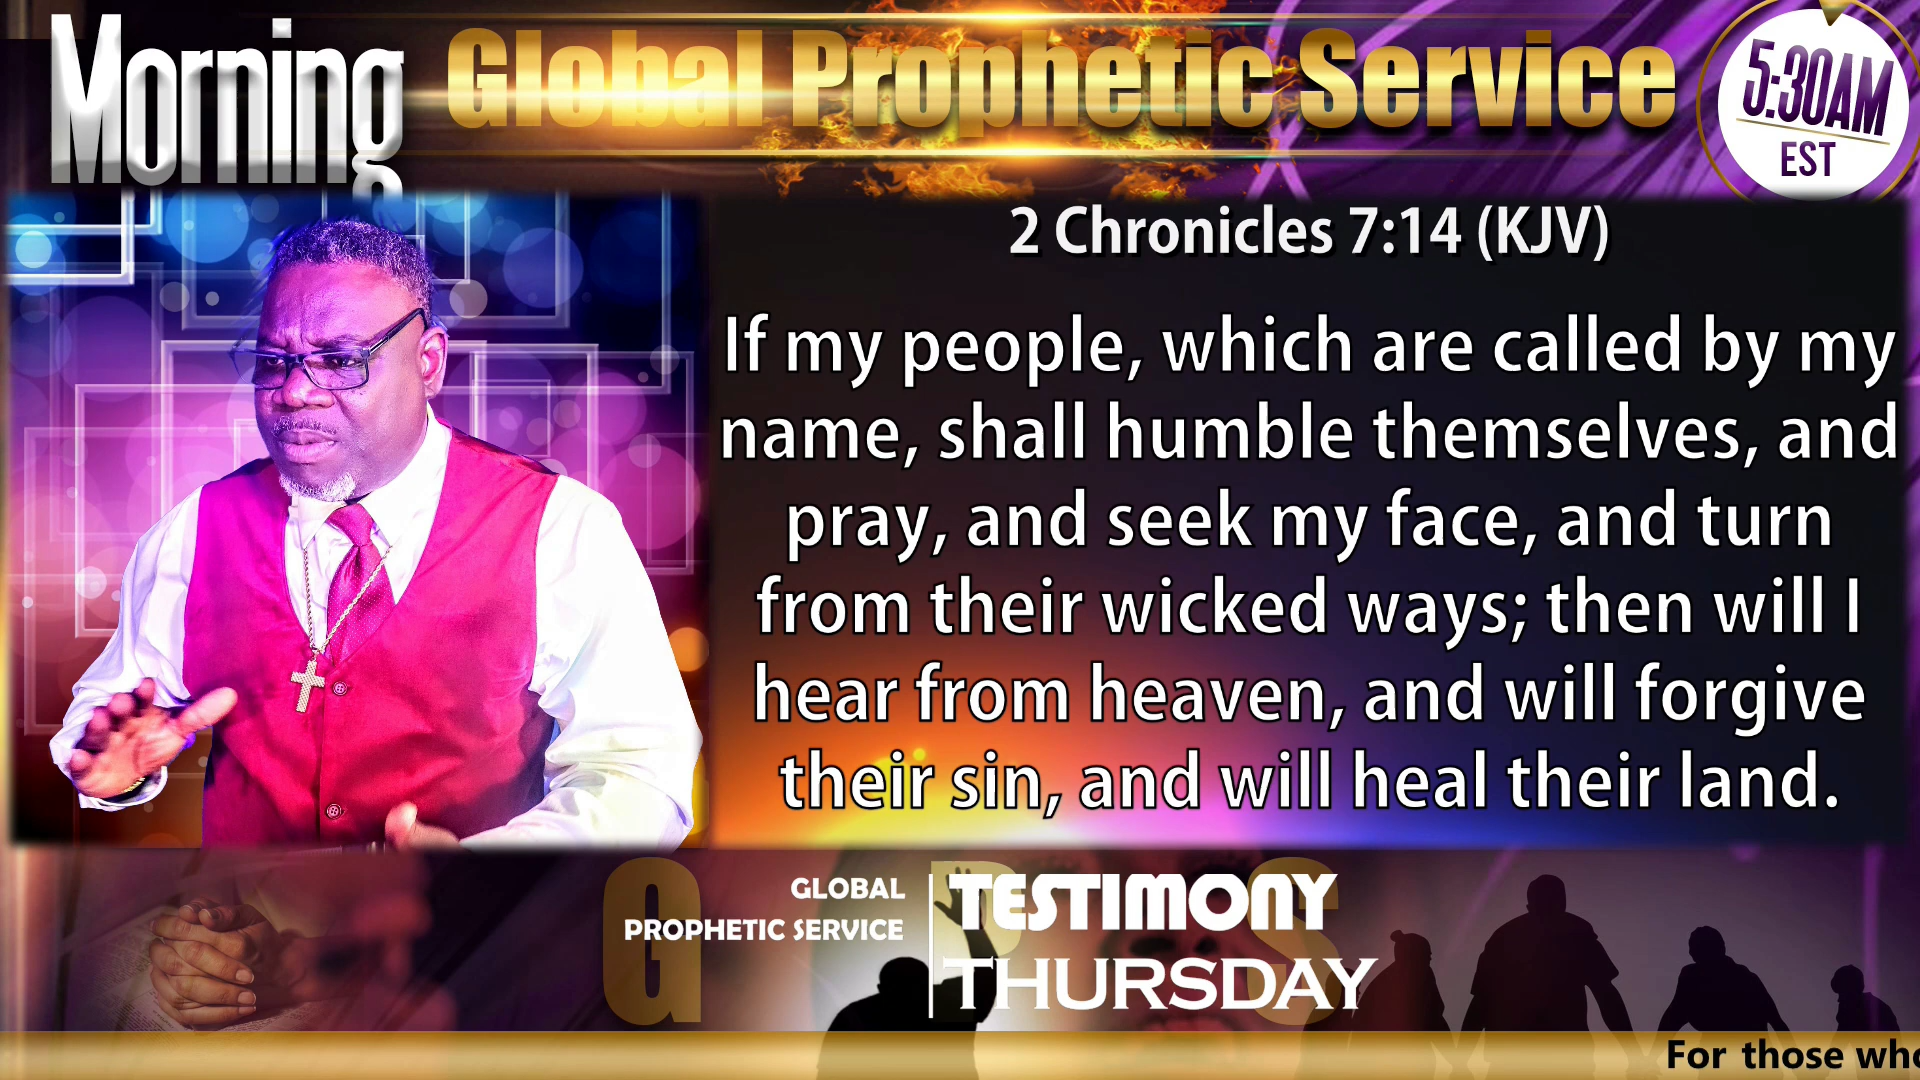 Morning
Global Prophetic Service
5:30AM
EST
2 Chronicles 7:14 (KJV)
If my people, which are called by my
name, shall humble themselves, and
pray, and seek my face, and turn
from their wicked ways; then will I
hear from heaven, and will forgive
their sin, and will heal their land.
G P S
GLOBAL
PROPHETIC SERVICE
TESTIMONY
THURSDAY
For those who